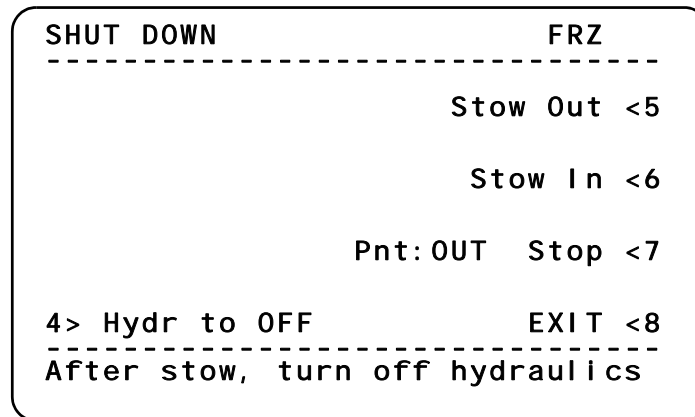 SHUT DOWN FRZ
Stow Out <5
Stow In <6
Pnt:OUT Stop <7
4> Hydr to OFF EXIT <8
After stow, turn off hydraulics